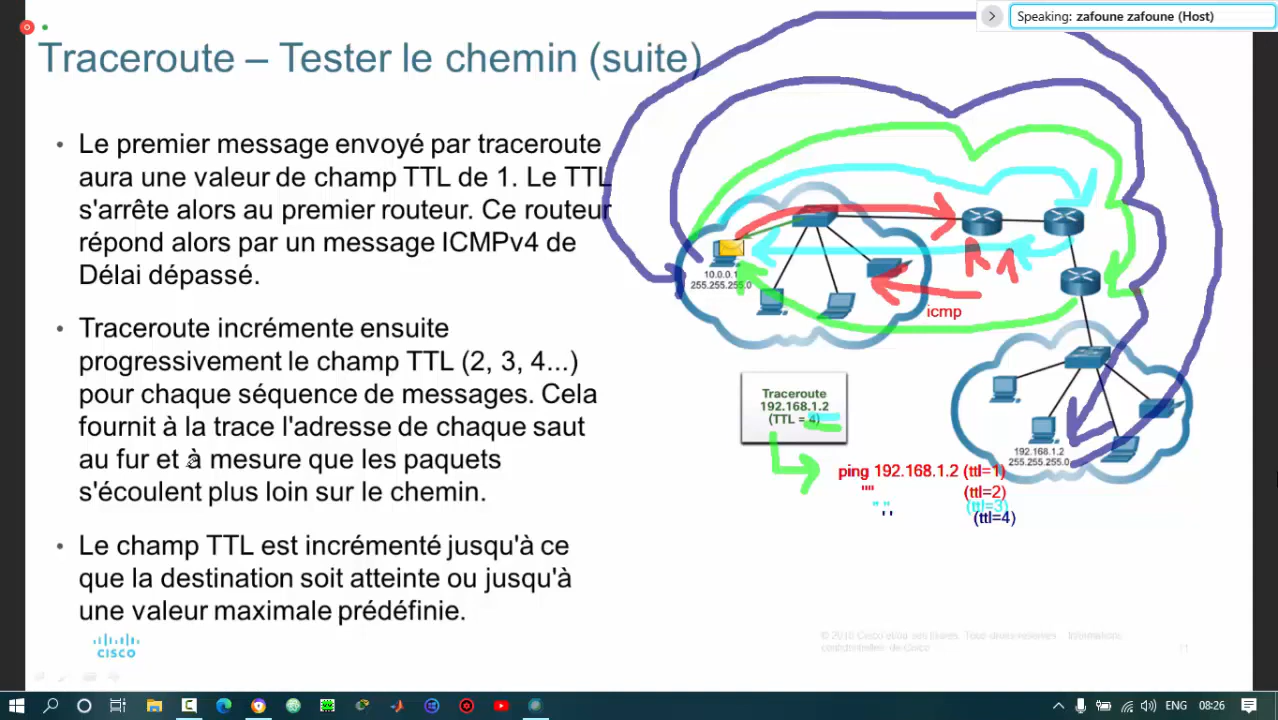 Speaking: zafoune zafoune (Host)
Traceroute – Tester le chemin (suite)
• Le premier message envoyé par traceroute
aura une valeur de champ TTL de 1. Le TTL
s'arrête alors au premier routeur. Ce routeur
répond alors par un message ICMPv4 de
Délai dépassé.
• Traceroute incrémente ensuite
progressivement le champ TTL (2, 3, 4...)
pour chaque séquence de messages. Cela
fournit à la trace l'adresse de chaque saut
au fur et à mesure que les paquets
s'écoulent plus loin sur le chemin.
• Le champ TTL est incrémenté jusqu'à ce
que la destination soit atteinte ou jusqu'à
une valeur maximale prédéfinie.
10.0.0.1
255.255.255.0
icmp
Traceroute
192.168.1.2
(TTL = 4)
192.168.1.2
255.255.255.0
ping 192.168.1.2 (ttl=1)
"" (ttl=2)
" " (ttl=3)
(ttl=4)
CISCO
ENG
08:26